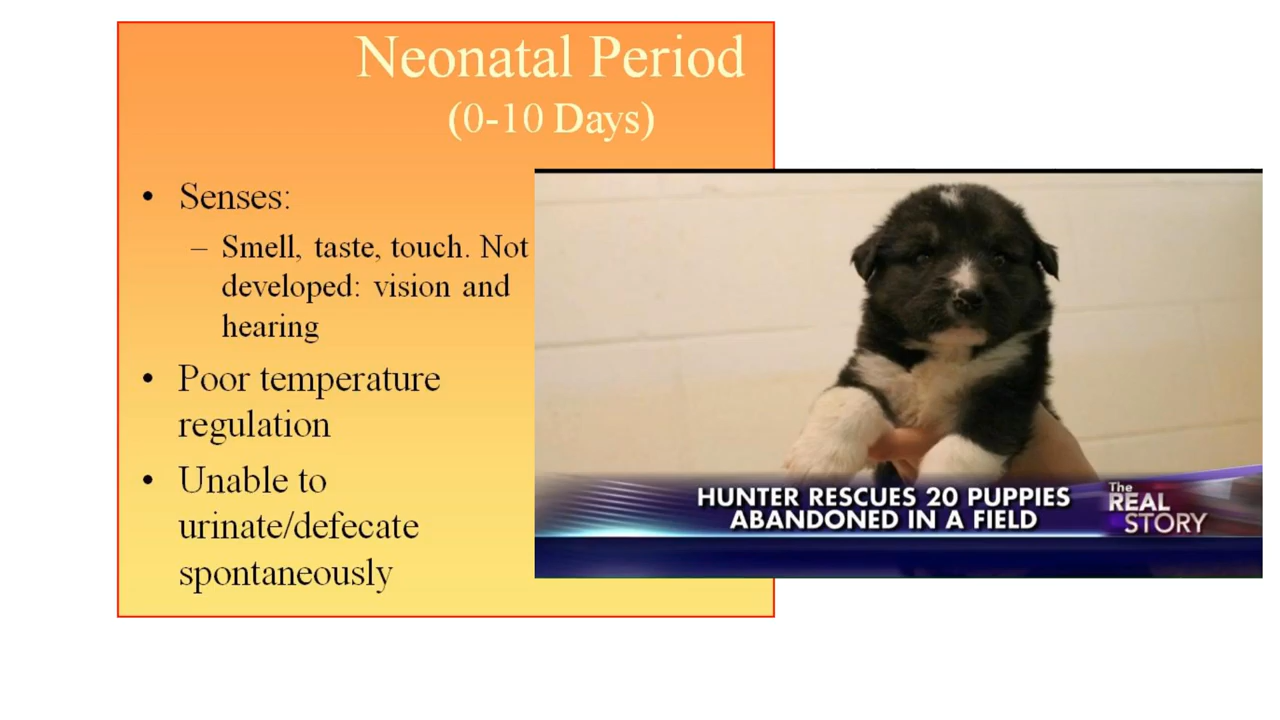 Neonatal Period
(0-10 Days)
• Senses:
– Smell, taste, touch. Not
developed: vision and
hearing
• Poor temperature
regulation
• Unable to
urinate/defecate
spontaneously
HUNTER RESCUES 20 PUPPIES
ABANDONED IN A FIELD
The
REAL
STORY